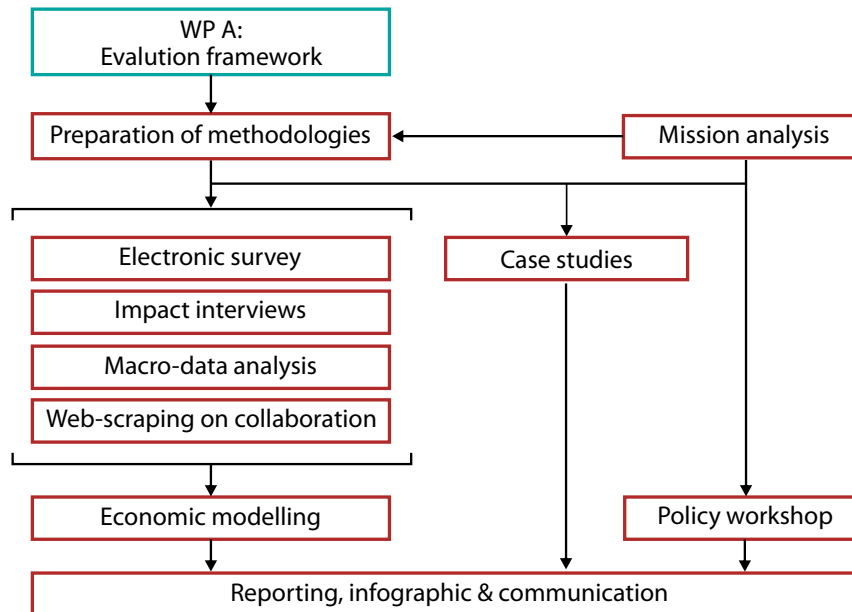 WP A:
Evalution framework
Preparation of methodologies
Mission analysis
Electronic survey
Case studies
Impact interviews
Macro-data analysis
Web-scraping on collaboration
Economic modelling
Policy workshop
Reporting, infographic & communication